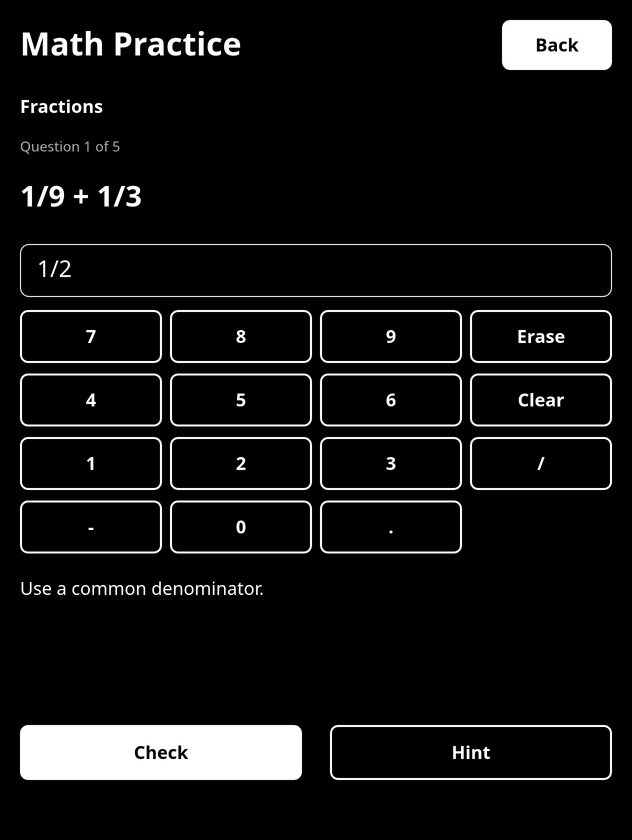 Math Practice
Back
Fractions
Question 1 of 5
1/9 + 1/3
1/2
7 8 9 Erase
4 5 6 Clear
1 2 3 /
- 0 .
Use a common denominator.
Check Hint